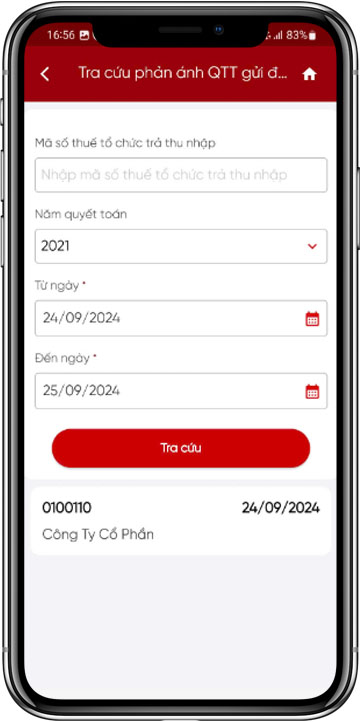 16:56
83%
Tra cứu phản ánh QTT gửi đ...
Mã số thuế tổ chức trả thu nhập
Nhập mã số thuế tổ chức trả thu nhập
Năm quyết toán
2021
Từ ngày *
24/09/2024
Đến ngày *
25/09/2024
Tra cứu
0100110 24/09/2024
Công Ty Cổ Phần